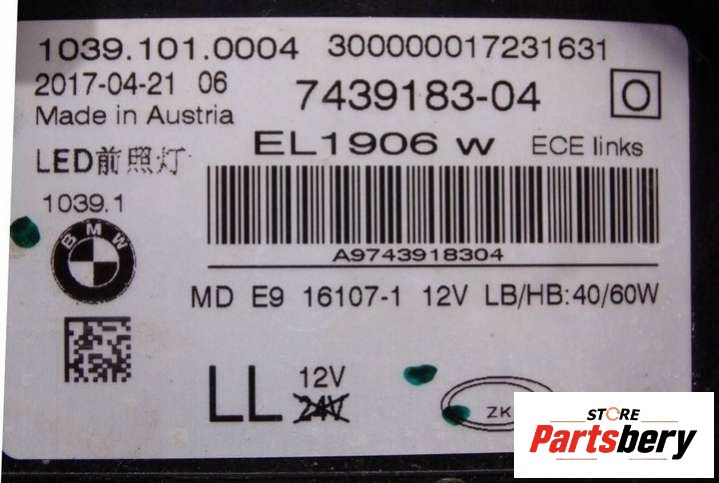 1039.101.0004 300000017231631
2017-04-21 06 7439183-04 O
Made in Austria
EL1906 w ECE links
LED前照灯
1039.1
BMW
A9743918304
MD E9 16107-1 12V LB/HB:40/60W
LL 12V
24V
ZK
STORE
Partsbery